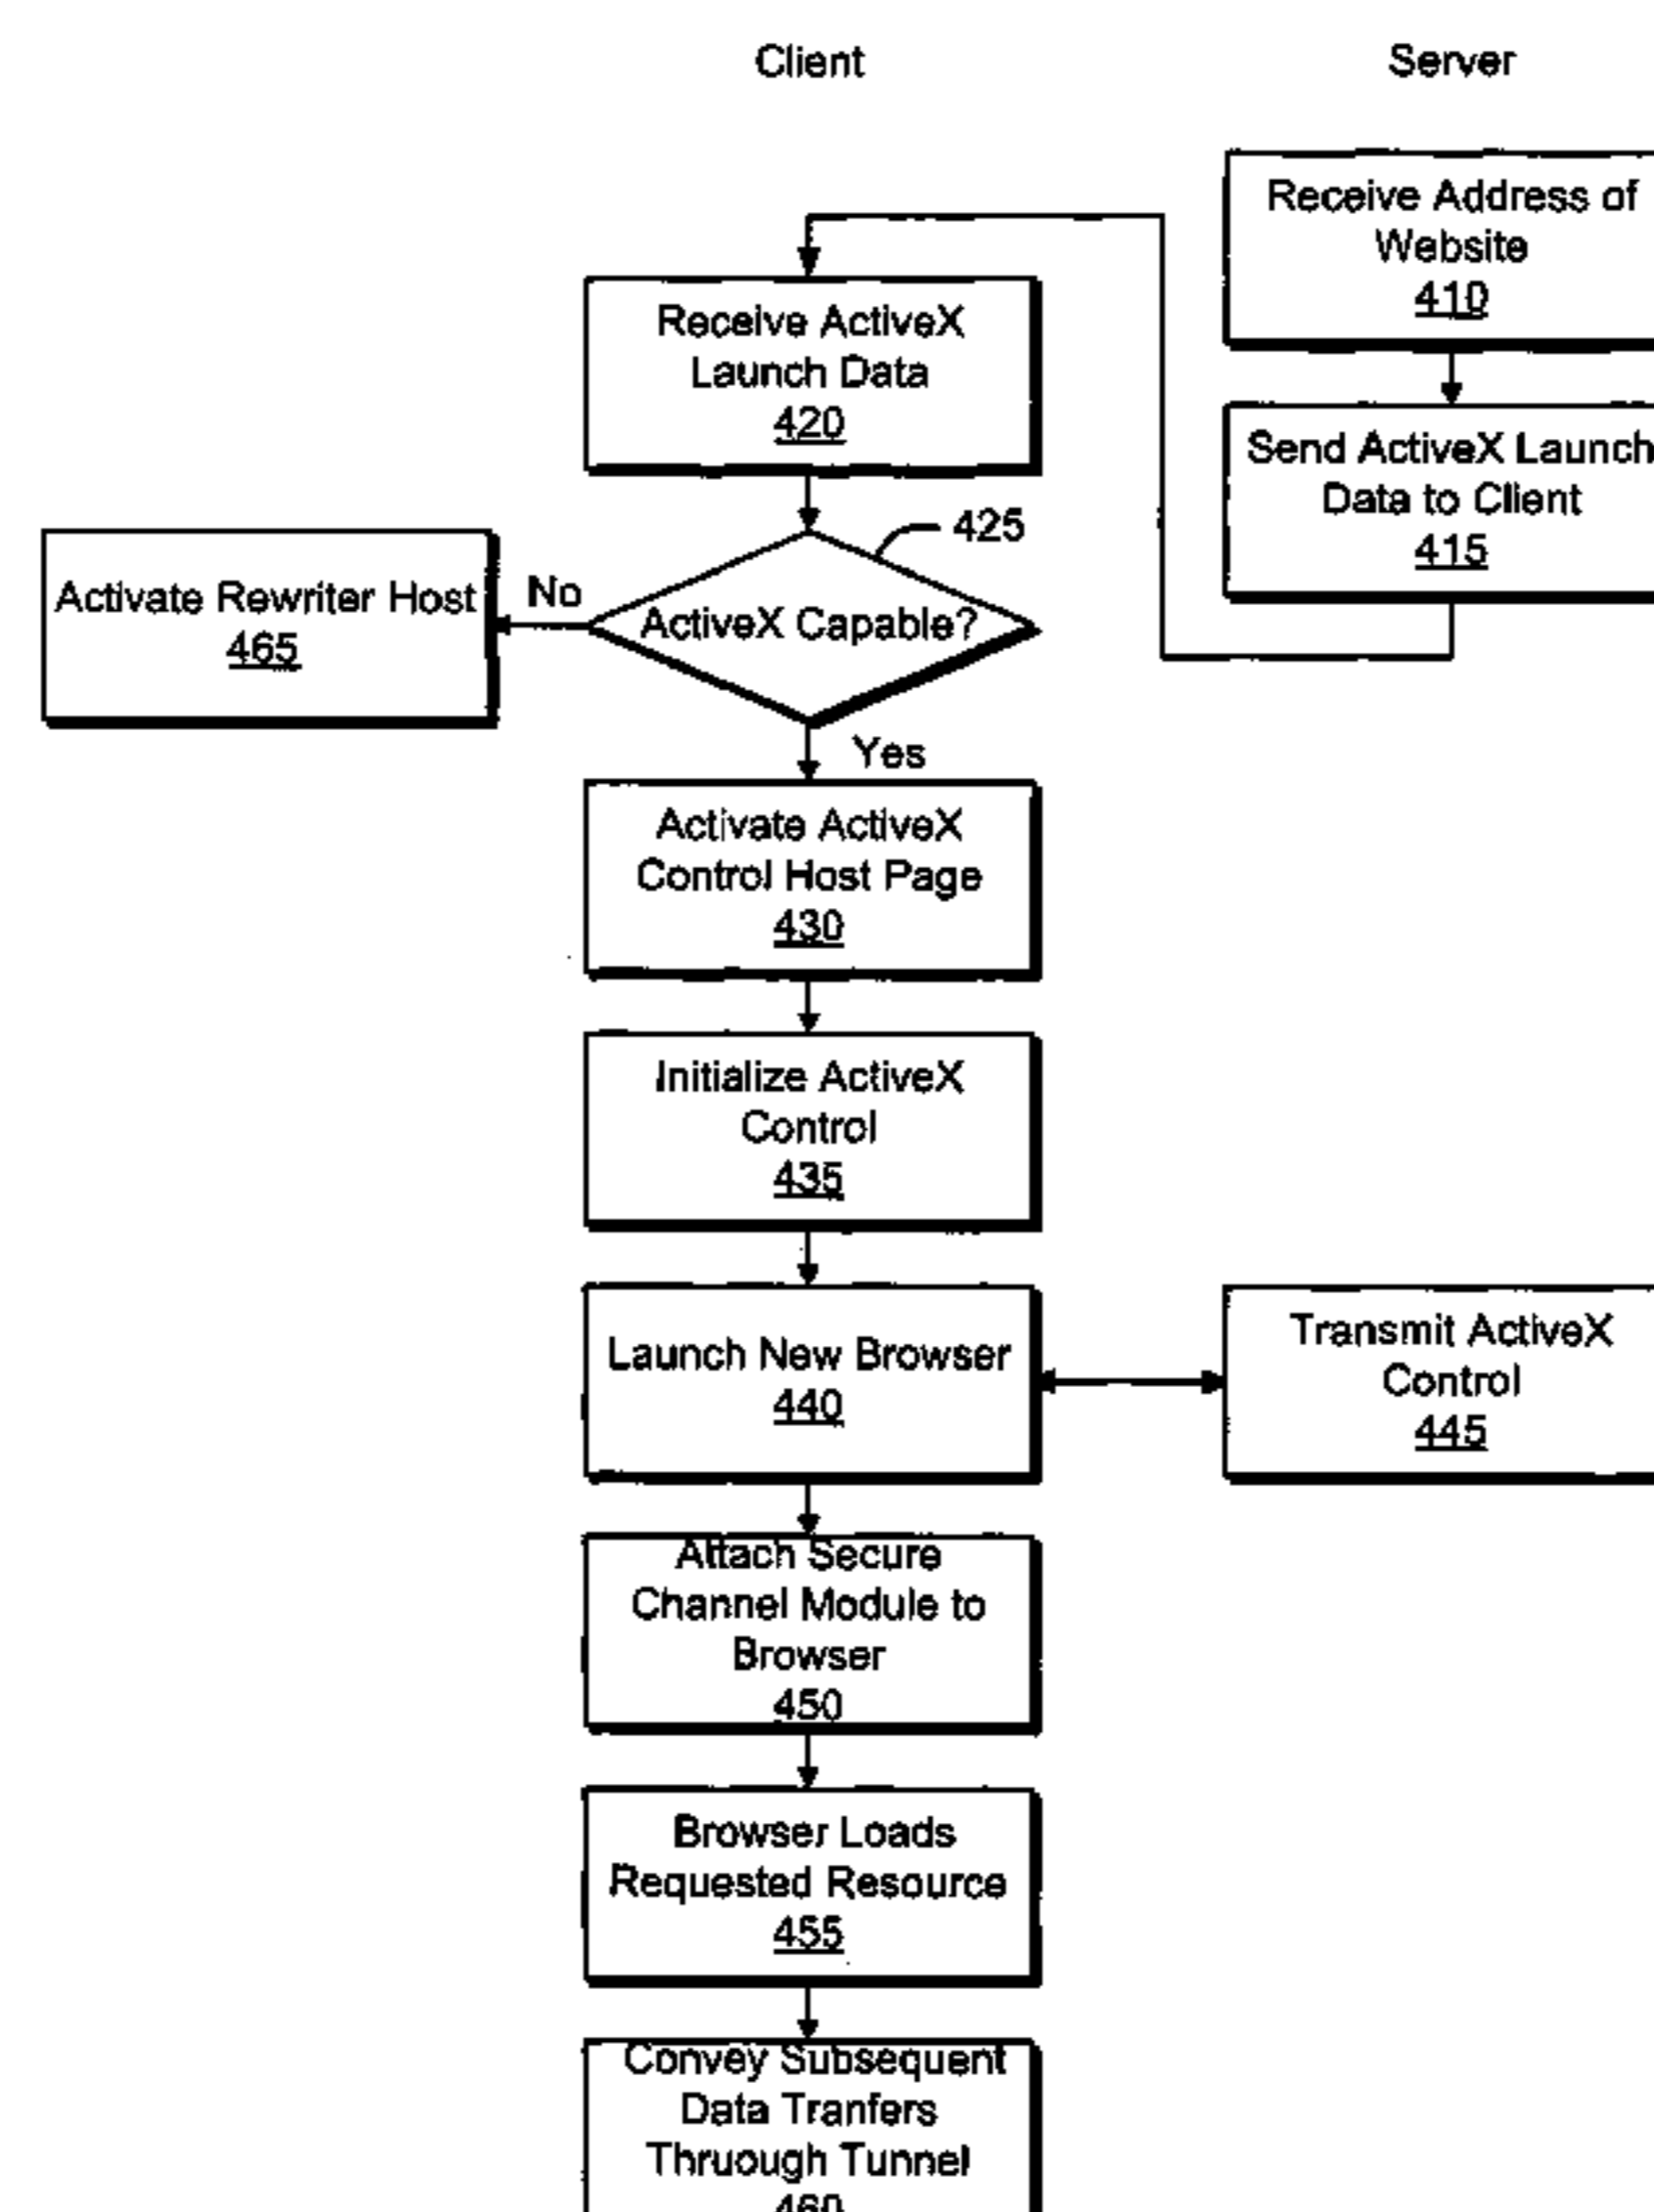 Client
Server
Receive Address of
Website
410
Receive ActiveX
Launch Data
420
Send ActiveX Launch
Data to Client
415
425
Activate Rewriter Host
465
No
ActiveX Capable?
Yes
Activate ActiveX
Control Host Page
430
Initialize ActiveX
Control
435
Launch New Browser
440
Transmit ActiveX
Control
445
Attach Secure
Channel Module to
Browser
450
Browser Loads
Requested Resource
455
Convey Subsequent
Data Tranfers
Thruough Tunnel
460